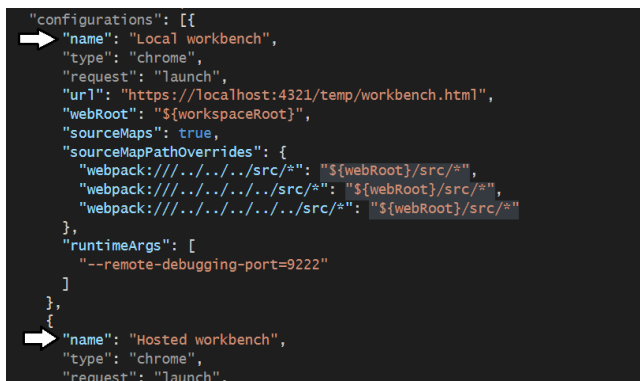 "configurations": [{
"name": "Local workbench",
"type": "chrome",
"request": "launch",
"url": "https://localhost:4321/temp/workbench.html",
"webRoot": "${workspaceRoot}",
"sourceMaps": true,
"sourceMapPathOverrides": {
"webpack:///../../../src/*": "${webRoot}/src/*",
"webpack:///../../../../src/*": "${webRoot}/src/*",
"webpack:///../../../../../src/*": "${webRoot}/src/*"
},
"runtimeArgs": [
"--remote-debugging-port=9222"
]
},
{
"name": "Hosted workbench",
"type": "chrome",
"request": "launch",